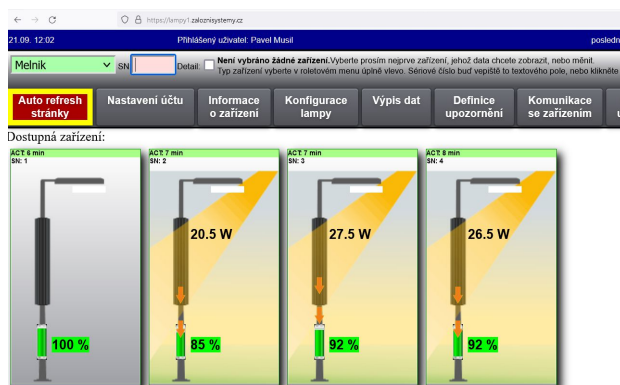 https://lampy1.zaloznisystemy.cz
21.09. 12:02 Přihlášený uživatel: Pavel Musil posledn
Melnik SN: Detail: Není vybráno žádné zařízení.Vyberte prosím nejprve zařízení, jehož data chcete zobrazit, nebo měnit.
Typ zařízení vyberte v roletovém menu úplně vlevo. Sériové číslo buď vepiště to textového pole, nebo klikněte
Auto refresh stránky
Nastavení účtu
Informace o zařízení
Konfigurace lampy
Výpis dat
Definice upozornění
Komunikace se zařízením
Dostupná zařízení:
ACT: 6 min
SN: 1
100 %
ACT: 7 min
SN: 2
20.5 W
85 %
ACT: 7 min
SN: 3
27.5 W
92 %
ACT: 8 min
SN: 4
26.5 W
92 %